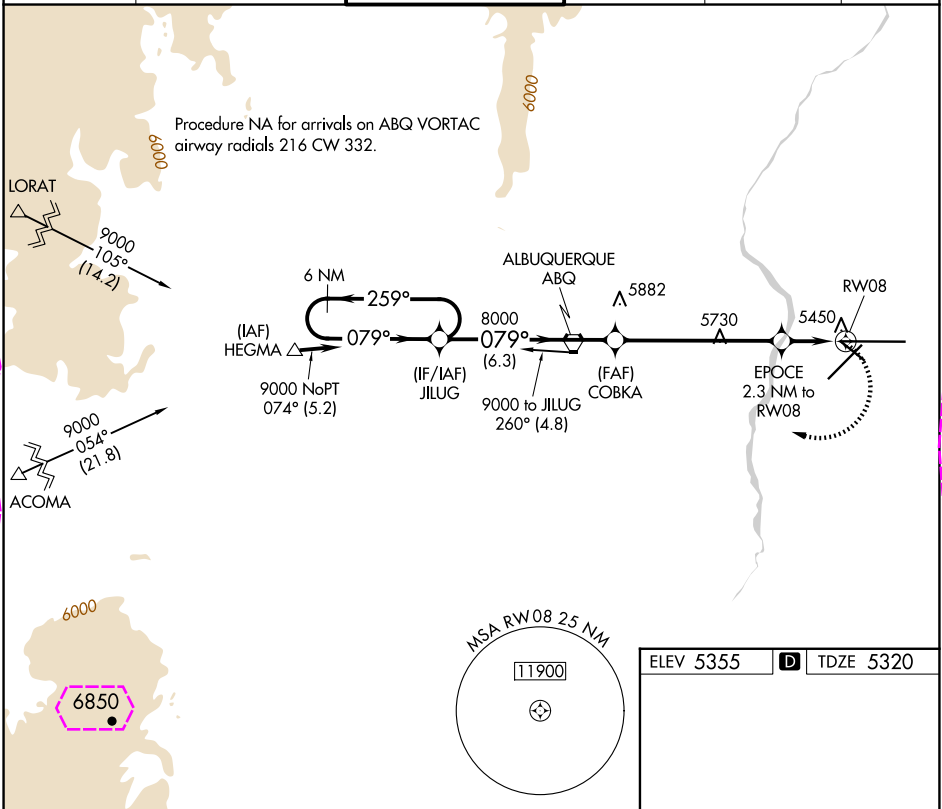 6000
Procedure NA for arrivals on ABQ VORTAC
airway radials 216 CW 332.
6000
LORAT
9000
105°
(14.2)
ALBUQUERQUE
ABQ
6 NM
259°
5882
RW08
8000
5730
5450
(IAF)
HEGMA
079°
079°
(6.3)
(IF/IAF)
JILUG
(FAF)
COBKA
EPOCE
2.3 NM to
RW08
9000 NoPT
074° (5.2)
9000 to JILUG
260° (4.8)
9000
054°
(21.8)
ACOMA
6000
MSA RW08 25 NM
11900
ELEV 5355 D TDZE 5320
6850